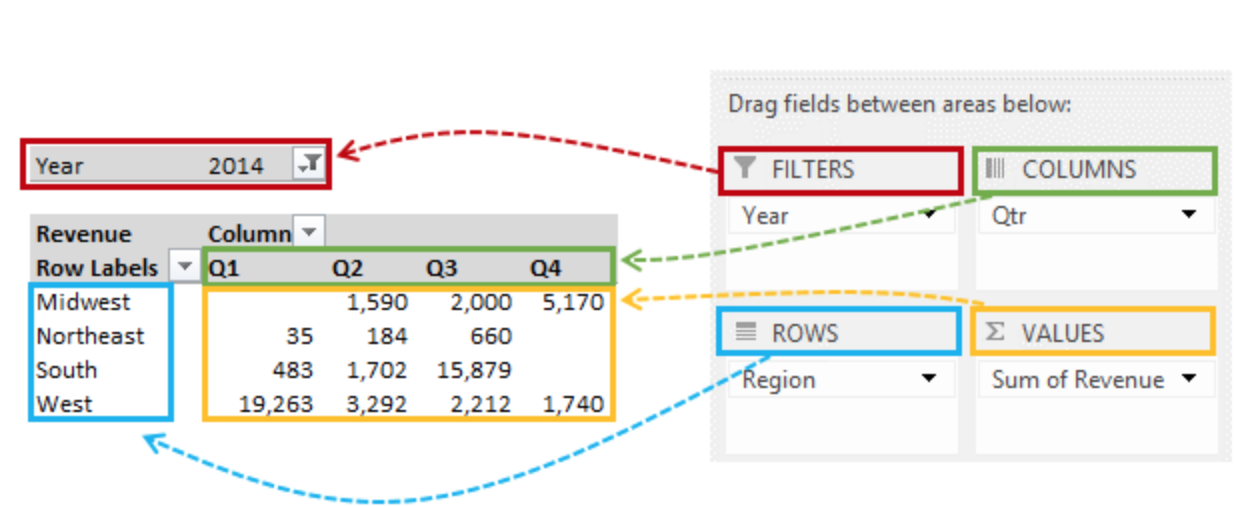 Drag fields between areas below:
Year 2014
FILTERS COLUMNS
Year Qtr
Revenue Column
Row Labels Q1 Q2 Q3 Q4
Midwest 1,590 2,000 5,170
Northeast 35 184 660
South 483 1,702 15,879
West 19,263 3,292 2,212 1,740
ROWS VALUES
Region Sum of Revenue